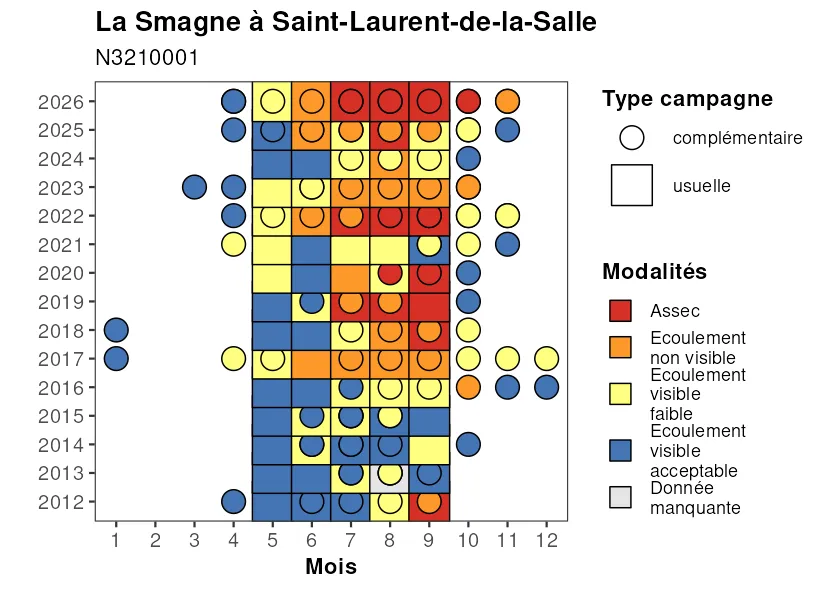 La Smagne à Saint-Laurent-de-la-Salle
N3210001
2026
2025
2024
2023
2022
2021
2020
2019
2018
2017
2016
2015
2014
2013
2012
1 2 3 4 5 6 7 8 9 10 11 12
Mois
Type campagne
complémentaire
usuelle
Modalités
Assec
Ecoulement
non visible
Ecoulement
visible
faible
Ecoulement
visible
acceptable
Donnée
manquante